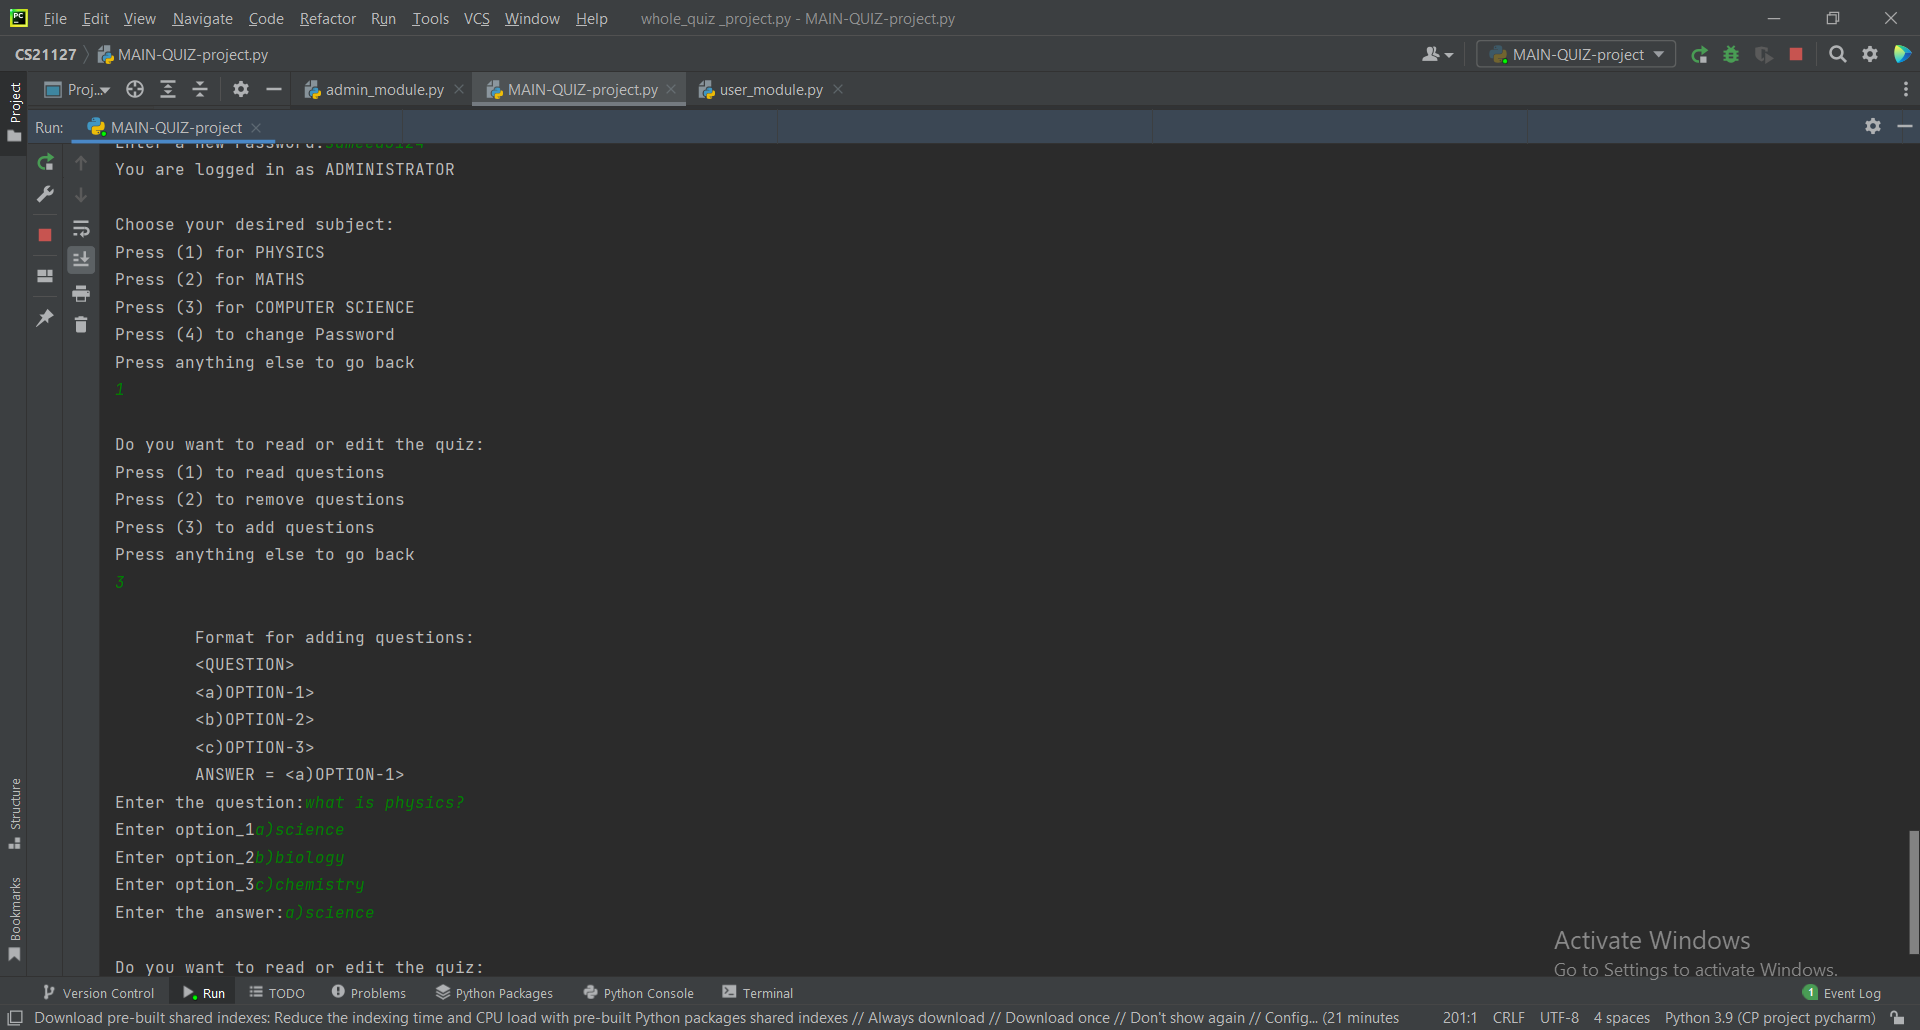 File Edit View Navigate Code Refactor Run Tools VCS Window Help whole_quiz _project.py - MAIN-QUIZ-project.py
CS21127 MAIN-QUIZ-project.py MAIN-QUIZ-project
Project
Proj... admin_module.py MAIN-QUIZ-project.py user_module.py
Run: MAIN-QUIZ-project
Enter a new Password:
You are logged in as ADMINISTRATOR
Choose your desired subject:
Press (1) for PHYSICS
Press (2) for MATHS
Press (3) for COMPUTER SCIENCE
Press (4) to change Password
Press anything else to go back
1
Do you want to read or edit the quiz:
Press (1) to read questions
Press (2) to remove questions
Press (3) to add questions
Press anything else to go back
3
Format for adding questions:
<QUESTION>
<a)OPTION-1>
<b)OPTION-2>
<c)OPTION-3>
ANSWER = <a)OPTION-1>
Enter the question:what is physics?
Enter option_1a)science
Enter option_2b)biology
Enter option_3c)chemistry
Enter the answer:a)science
Do you want to read or edit the quiz:
Structure
Bookmarks
Activate Windows
Go to Settings to activate Windows.
Version Control Run TODO Problems Python Packages Python Console Terminal 1 Event Log
Download pre-built shared indexes: Reduce the indexing time and CPU load with pre-built Python packages shared indexes // Always download // Download once // Don't show again // Config... (21 minutes 201:1 CRLF UTF-8 4 spaces Python 3.9 (CP project pycharm)